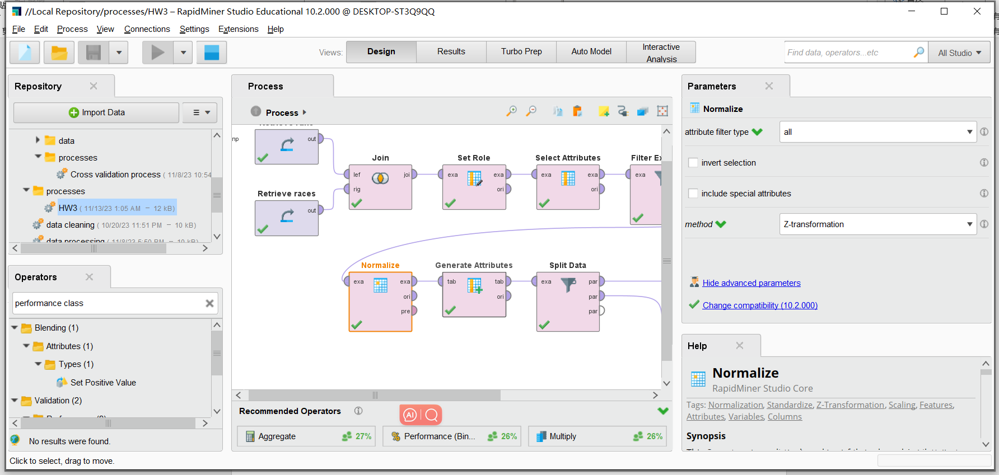 //Local Repository/processes/HW3 – RapidMiner Studio Educational 10.2.000 @ DESKTOP-ST3Q9QQ
File Edit Process View Connections Settings Extensions Help
Views: Design Results Turbo Prep Auto Model Interactive Analysis
Find data, operators...etc
All Studio
Repository
Import Data
data
processes
Cross validation process ( 11/8/23 10:54
processes
HW3 ( 11/13/23 1:05 AM – 12 kB)
data cleaning ( 10/20/23 11:51 PM – 10 kB)
data processing ( 11/8/23 5:50 PM – 10 kB)
Operators
performance class
Blending (1)
Attributes (1)
Types (1)
Set Positive Value
Validation (2)
No results were found.
Click to select, drag to move.
Process
Process
np
out
Retrieve races
out
Join
lef joi
rig
Set Role
exa exa
ori
Select Attributes
exa exa
ori
Filter Ex
exa
Normalize
exa exa
ori
pre
Generate Attributes
tab tab
ori
Split Data
exa par
par
par
Recommended Operators
AI
Aggregate 27%
Performance (Bin... 26%
Multiply 26%
Parameters
Normalize
attribute filter type all
invert selection
include special attributes
method Z-transformation
Hide advanced parameters
Change compatibility (10.2.000)
Help
Normalize
RapidMiner Studio Core
Tags: Normalization, Standardize, Z-Transformation, Scaling, Features,
Attributes, Variables, Columns
Synopsis